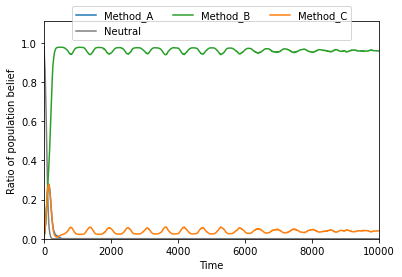 Method_A Method_B Method_C
Neutral
Ratio of population belief
1.0
0.8
0.6
0.4
0.2
0.0
0 2000 4000 6000 8000 10000
Time